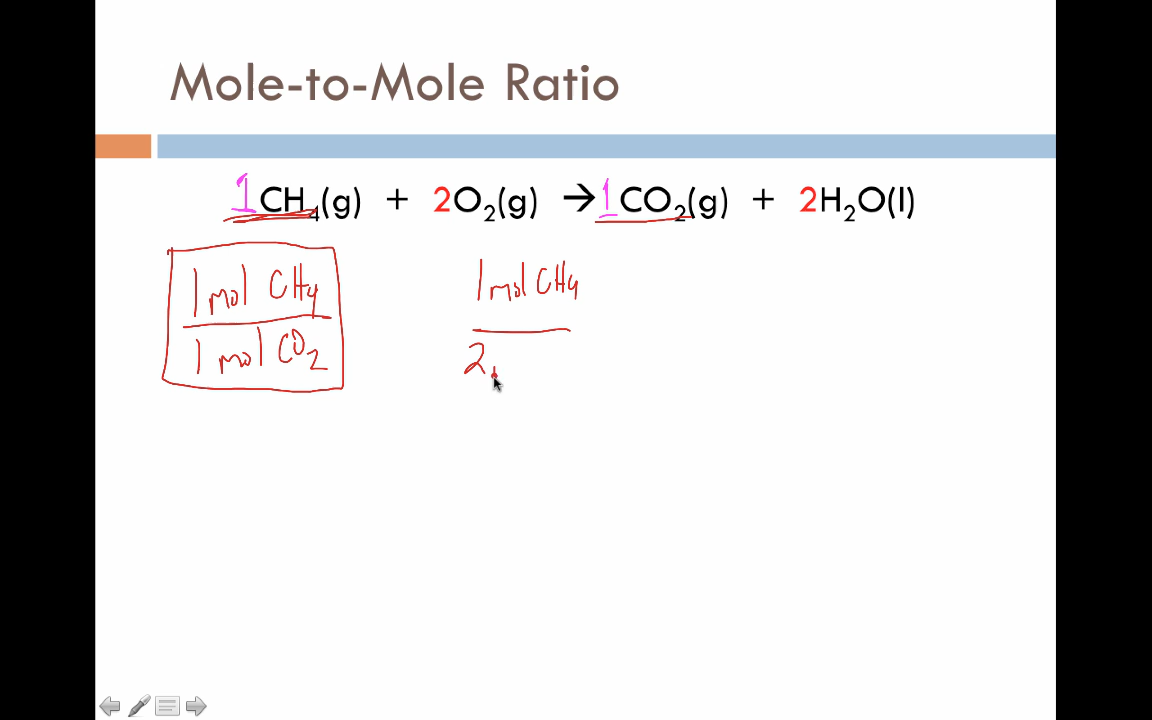 Mole-to-Mole Ratio
1CH₄(g) + 2O₂(g) →1CO₂(g) + 2H₂O(l)
1 mol CH₄
1 mol CO₂
1 mol CH₄
2